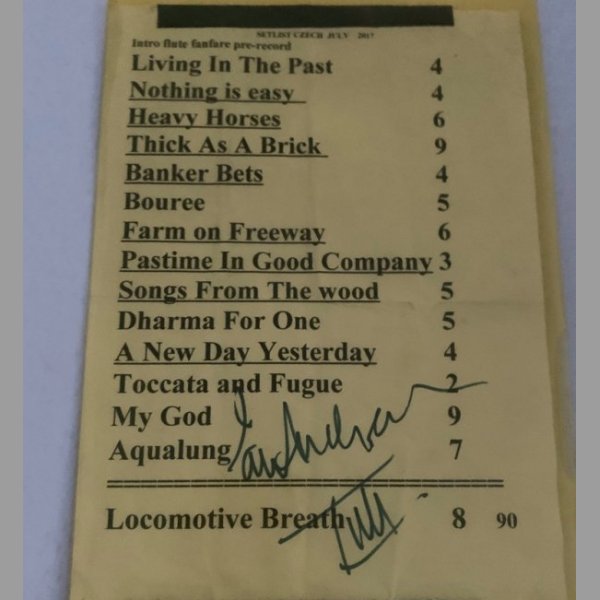 SETLIST CZECH JULY 2017
Intro flute fanfare pre-record
Living In The Past 4
Nothing is easy 4
Heavy Horses 6
Thick As A Brick 9
Banker Bets 4
Bouree 5
Farm on Freeway 6
Pastime In Good Company 3
Songs From The wood 5
Dharma For One 5
A New Day Yesterday 4
Toccata and Fugue 2
My God 9
Aqualung 7
Ian Anderson
Locomotive Breath 8 90
Tull